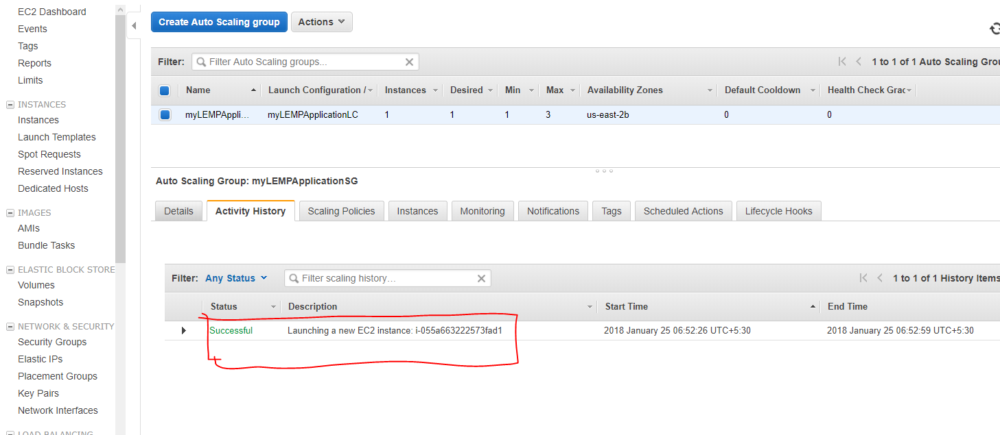 EC2 Dashboard
Events
Tags
Reports
Limits
INSTANCES
Instances
Launch Templates
Spot Requests
Reserved Instances
Dedicated Hosts
IMAGES
AMIs
Bundle Tasks
ELASTIC BLOCK STORE
Volumes
Snapshots
NETWORK & SECURITY
Security Groups
Elastic IPs
Placement Groups
Key Pairs
Network Interfaces
LOAD BALANCING
Create Auto Scaling group Actions
Filter: Filter Auto Scaling groups... 1 to 1 of 1 Auto Scaling Grou
Name Launch Configuration / Instances Desired Min Max Availability Zones Default Cooldown Health Check Grac
myLEMPAppli... myLEMPApplicationLC 1 1 1 3 us-east-2b 0 0
Auto Scaling Group: myLEMPApplicationSG
Details Activity History Scaling Policies Instances Monitoring Notifications Tags Scheduled Actions Lifecycle Hooks
Filter: Any Status Filter scaling history... 1 to 1 of 1 History Items
Status Description Start Time End Time
Successful Launching a new EC2 instance: i-055a663222573fad1 2018 January 25 06:52:26 UTC+5:30 2018 January 25 06:52:59 UTC+5:30